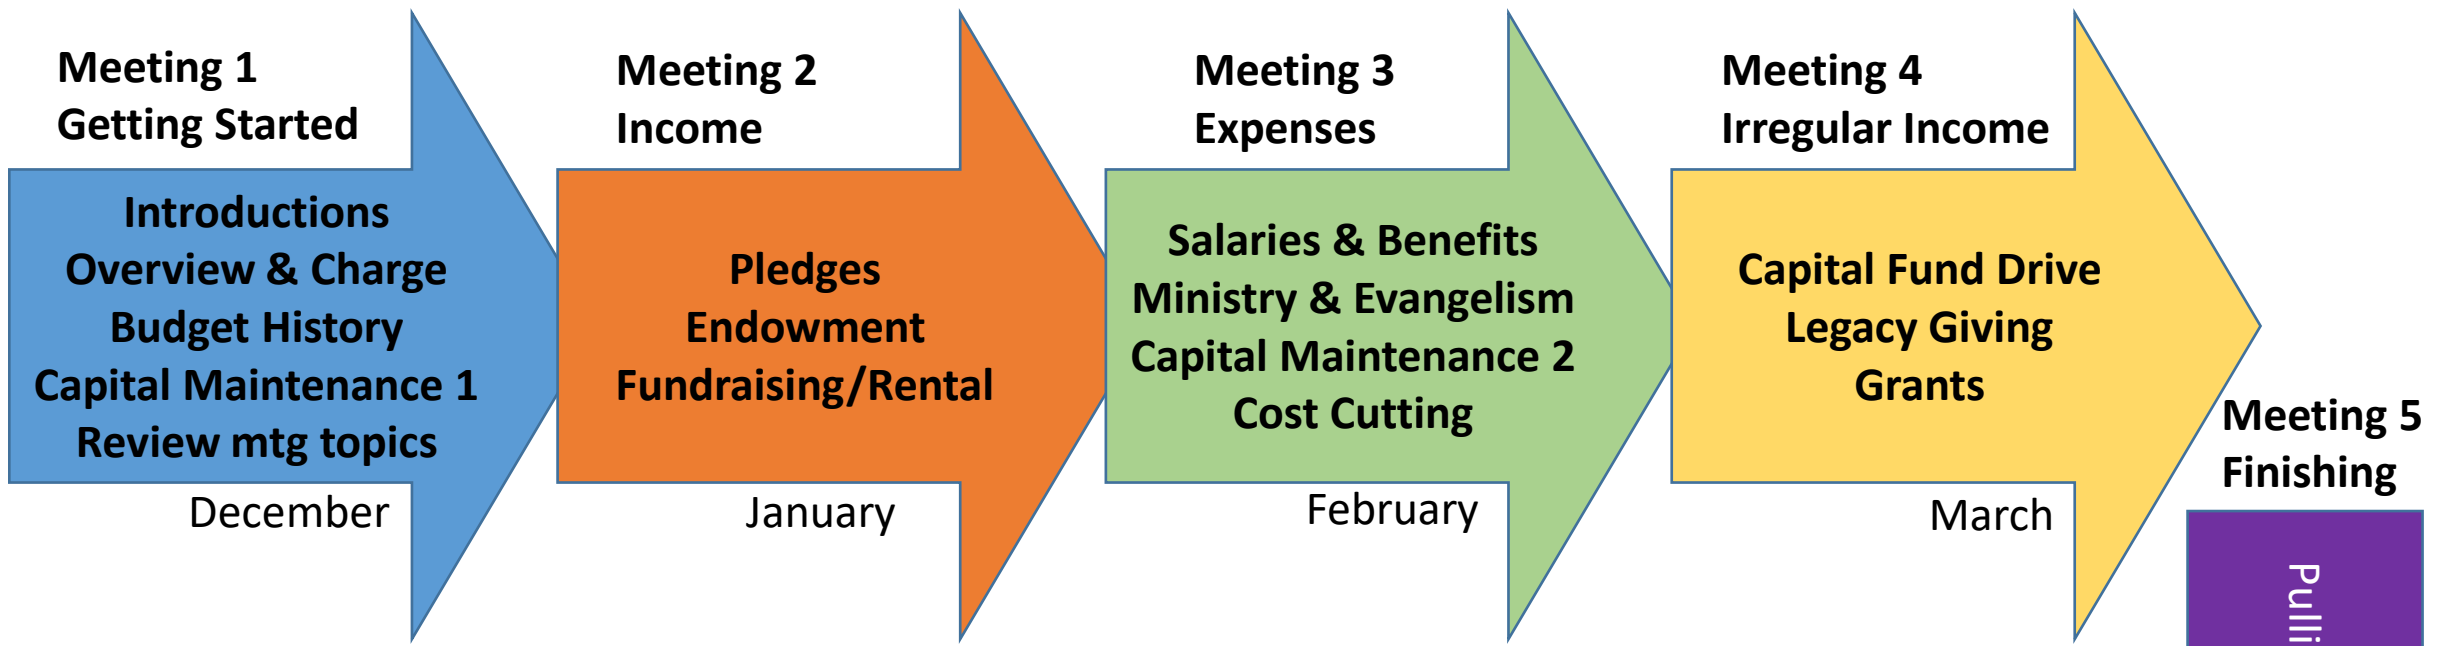 Meeting 1
Getting Started
Introductions
Overview & Charge
Budget History
Capital Maintenance 1
Review mtg topics
December
Meeting 2
Income
Pledges
Endowment
Fundraising/Rental
January
Meeting 3
Expenses
Salaries & Benefits
Ministry & Evangelism
Capital Maintenance 2
Cost Cutting
February
Meeting 4
Irregular Income
Capital Fund Drive
Legacy Giving
Grants
March
Meeting 5
Finishing
Pulli